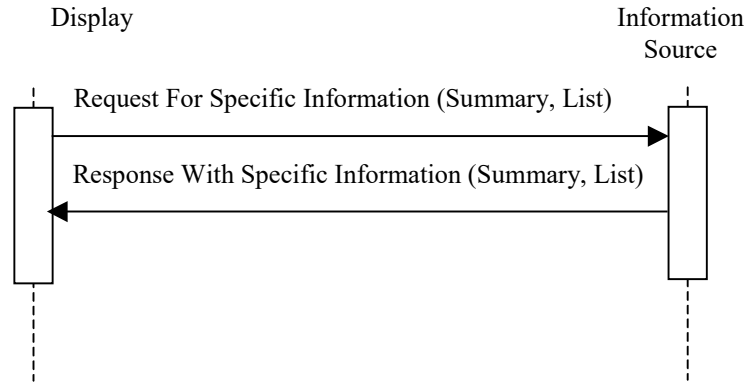 Display
Information
Source
Request For Specific Information (Summary, List)
Response With Specific Information (Summary, List)